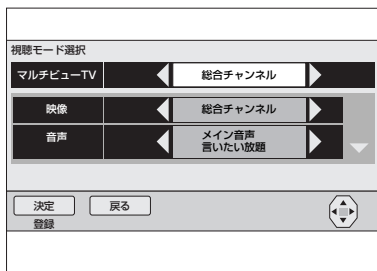 視聴モード選択
マルチビューTV 総合チャンネル
映像 総合チャンネル
音声 メイン音声
言いたい放題
決定 戻る
登録